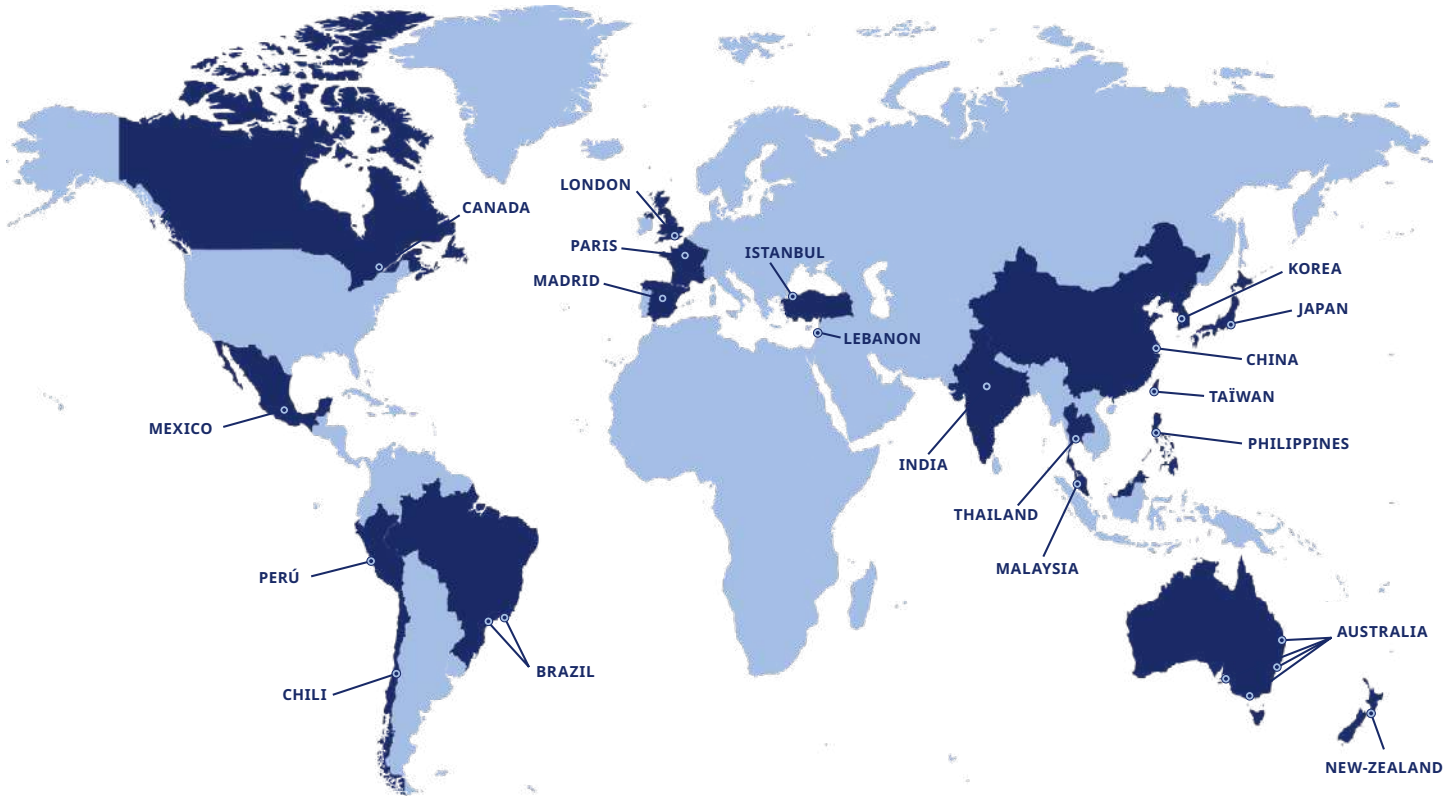 LONDON
CANADA
PARIS
ISTANBUL
MADRID
KOREA
JAPAN
LEBANON
CHINA
TAÏWAN
MEXICO
PHILIPPINES
INDIA
THAILAND
MALAYSIA
PERÚ
AUSTRALIA
BRAZIL
CHILI
NEW-ZEALAND